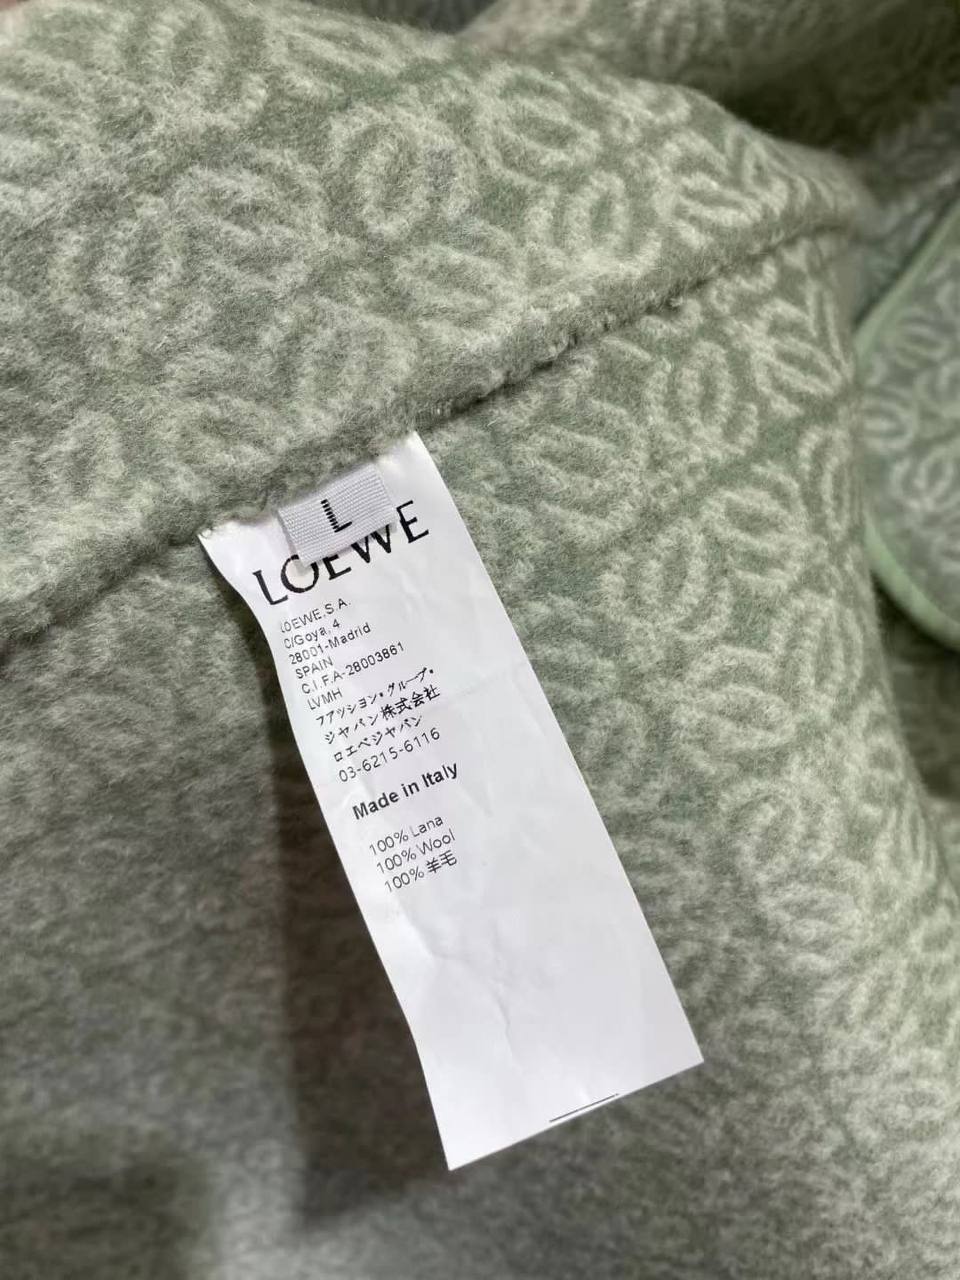 L
LOEWE
LOEWE,S.A.
C/Goya, 4
28001-Madrid
SPAIN
C.I.F.A-28003861
LVMH
ファッション・グループ・
ジャパン株式会社
ロエベジャパン
03-6215-6116
Made in Italy
100% Lana
100% Wool
100% 羊毛